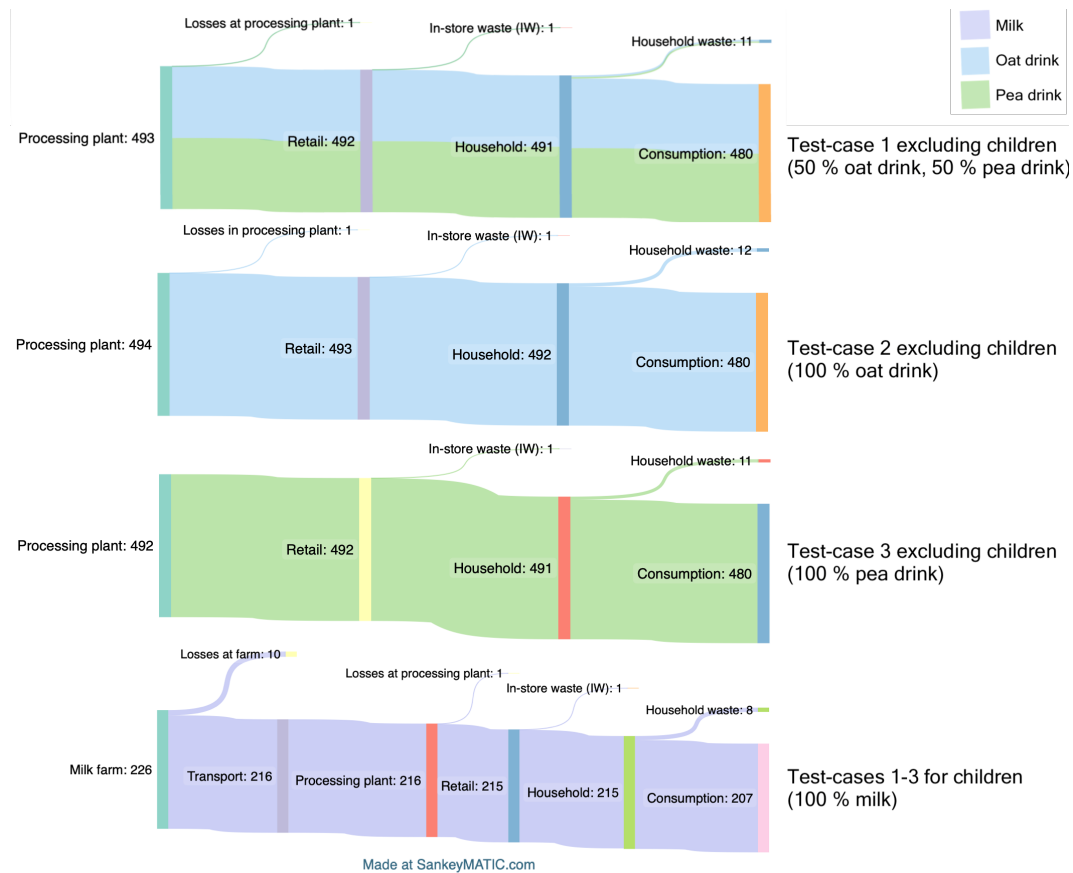 Losses at processing plant: 1
In-store waste (IW): 1
Household waste: 11
Milk
Oat drink
Pea drink
Processing plant: 493
Retail: 492
Household: 491
Consumption: 480
Test-case 1 excluding children
(50 % oat drink, 50 % pea drink)
Losses in processing plant: 1
In-store waste (IW): 1
Household waste: 12
Processing plant: 494
Retail: 493
Household: 492
Consumption: 480
Test-case 2 excluding children
(100 % oat drink)
In-store waste (IW): 1
Household waste: 11
Processing plant: 492
Retail: 492
Household: 491
Consumption: 480
Test-case 3 excluding children
(100 % pea drink)
Losses at farm: 10
Losses at processing plant: 1
In-store waste (IW): 1
Household waste: 8
Milk farm: 226
Transport: 216
Processing plant: 216
Retail: 215
Household: 215
Consumption: 207
Test-cases 1-3 for children
(100 % milk)
Made at SankeyMATIC.com